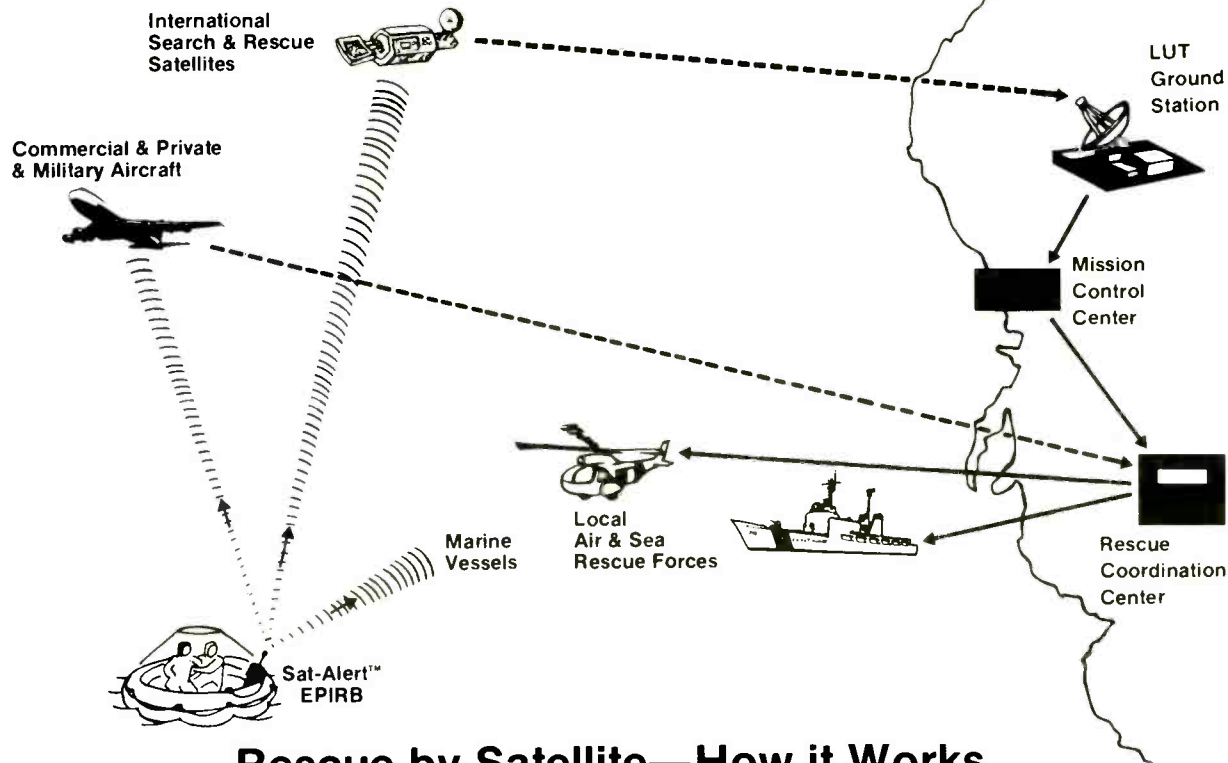 International
Search & Rescue
Satellites
LUT
Ground
Station
Commercial & Private
& Military Aircraft
Mission
Control
Center
Marine
Vessels
Local
Air & Sea
Rescue Forces
Rescue
Coordination
Center
Sat-Alert™
EPIRB
Rescue by Satellite—How it Works